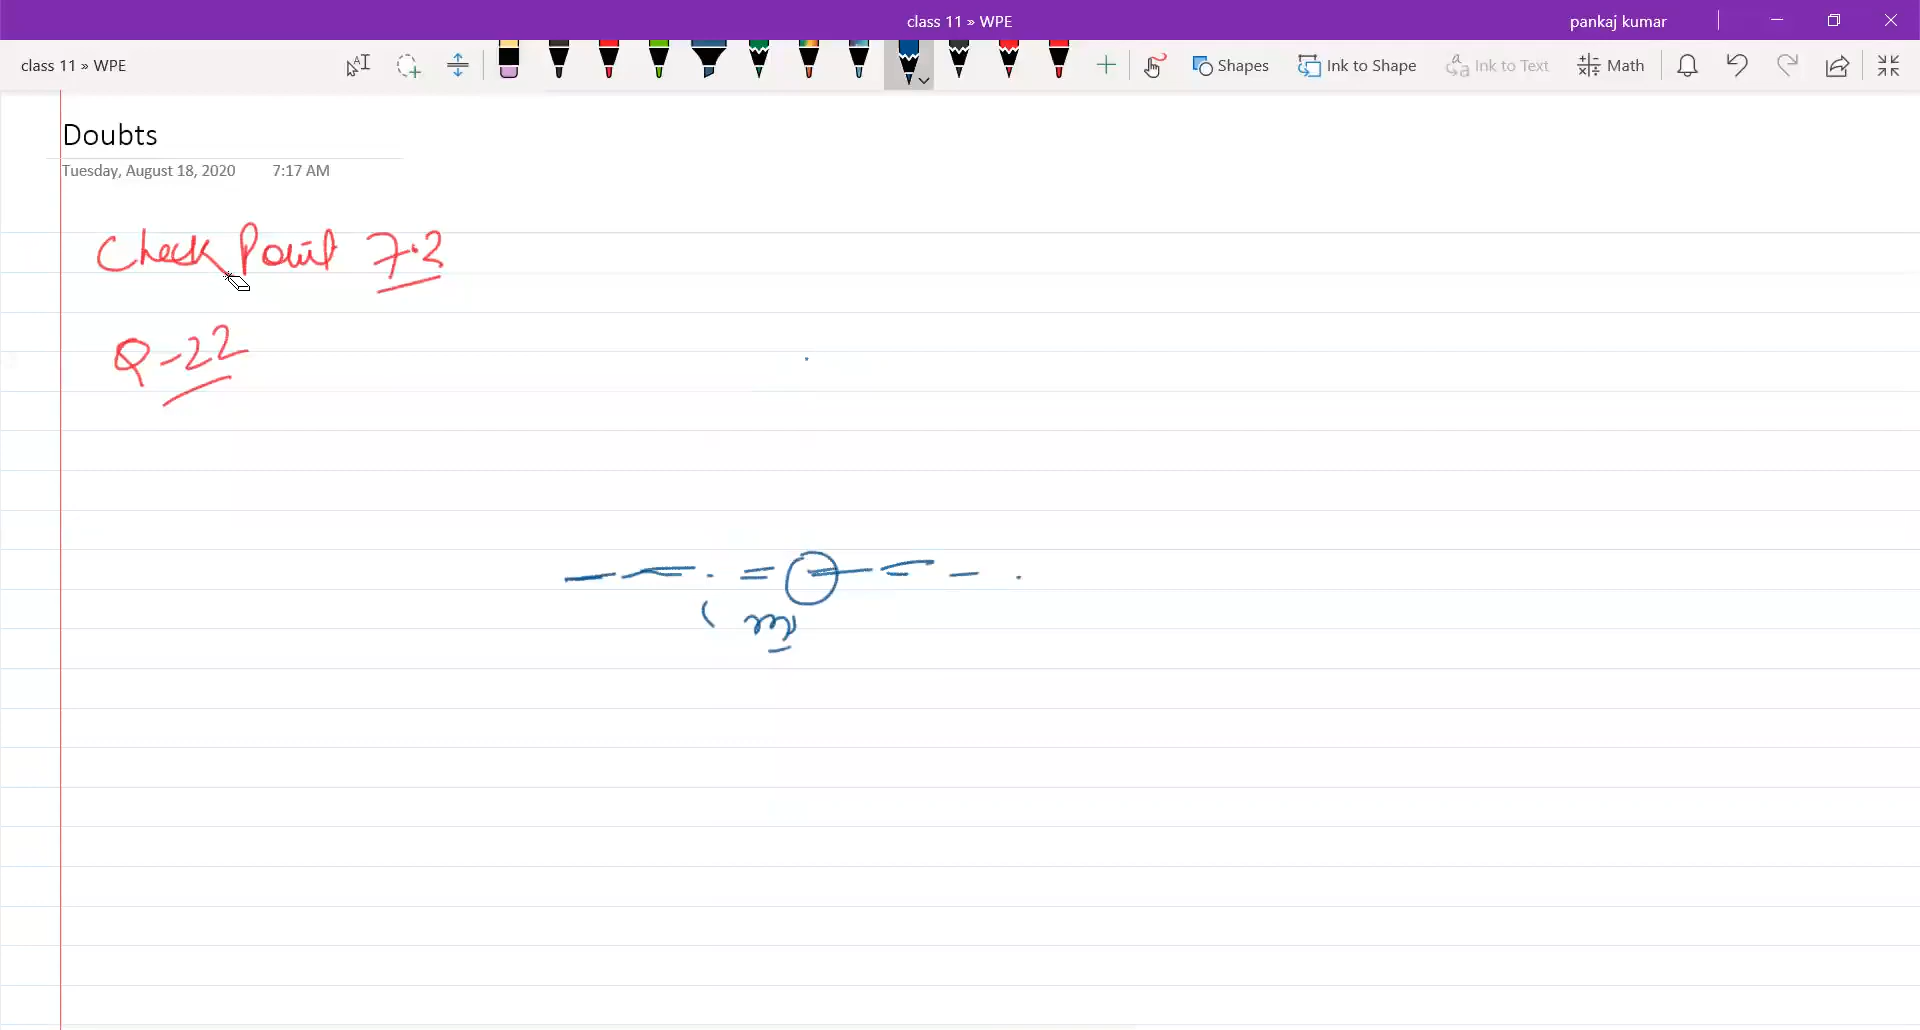 class 11 » WPE
pankaj kumar
class 11 » WPE
Shapes
Ink to Shape
Ink to Text
Math
Doubts
Tuesday, August 18, 2020 7:17 AM
Check Point 7.2
Q-22